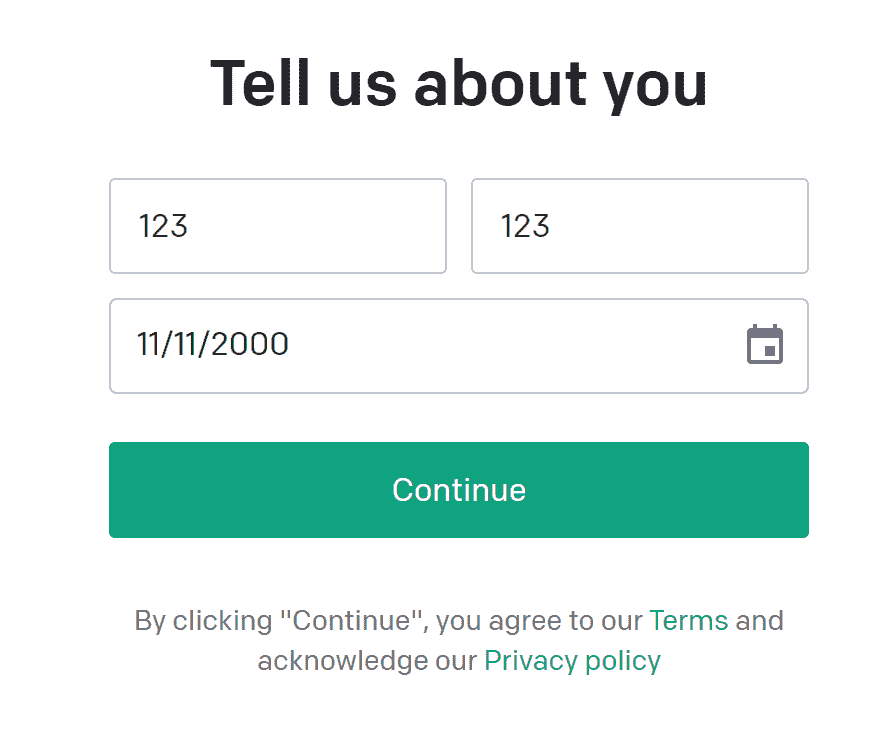 Tell us about you
123
123
11/11/2000
Continue
By clicking "Continue", you agree to our Terms and
acknowledge our Privacy policy